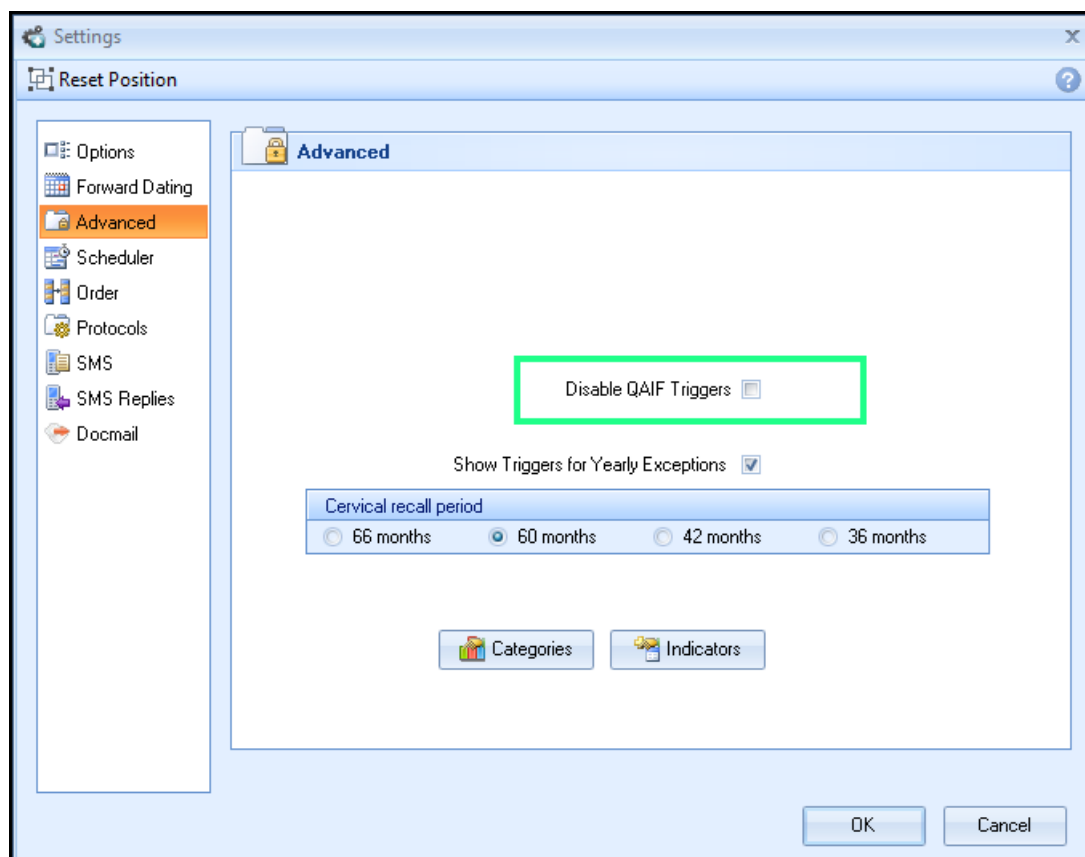 Settings
Reset Position
Options
Forward Dating
Advanced
Scheduler
Order
Protocols
SMS
SMS Replies
Docmail
Advanced
Disable QAIF Triggers
Show Triggers for Yearly Exceptions
Cervical recall period
66 months 60 months 42 months 36 months
Categories Indicators
OK Cancel